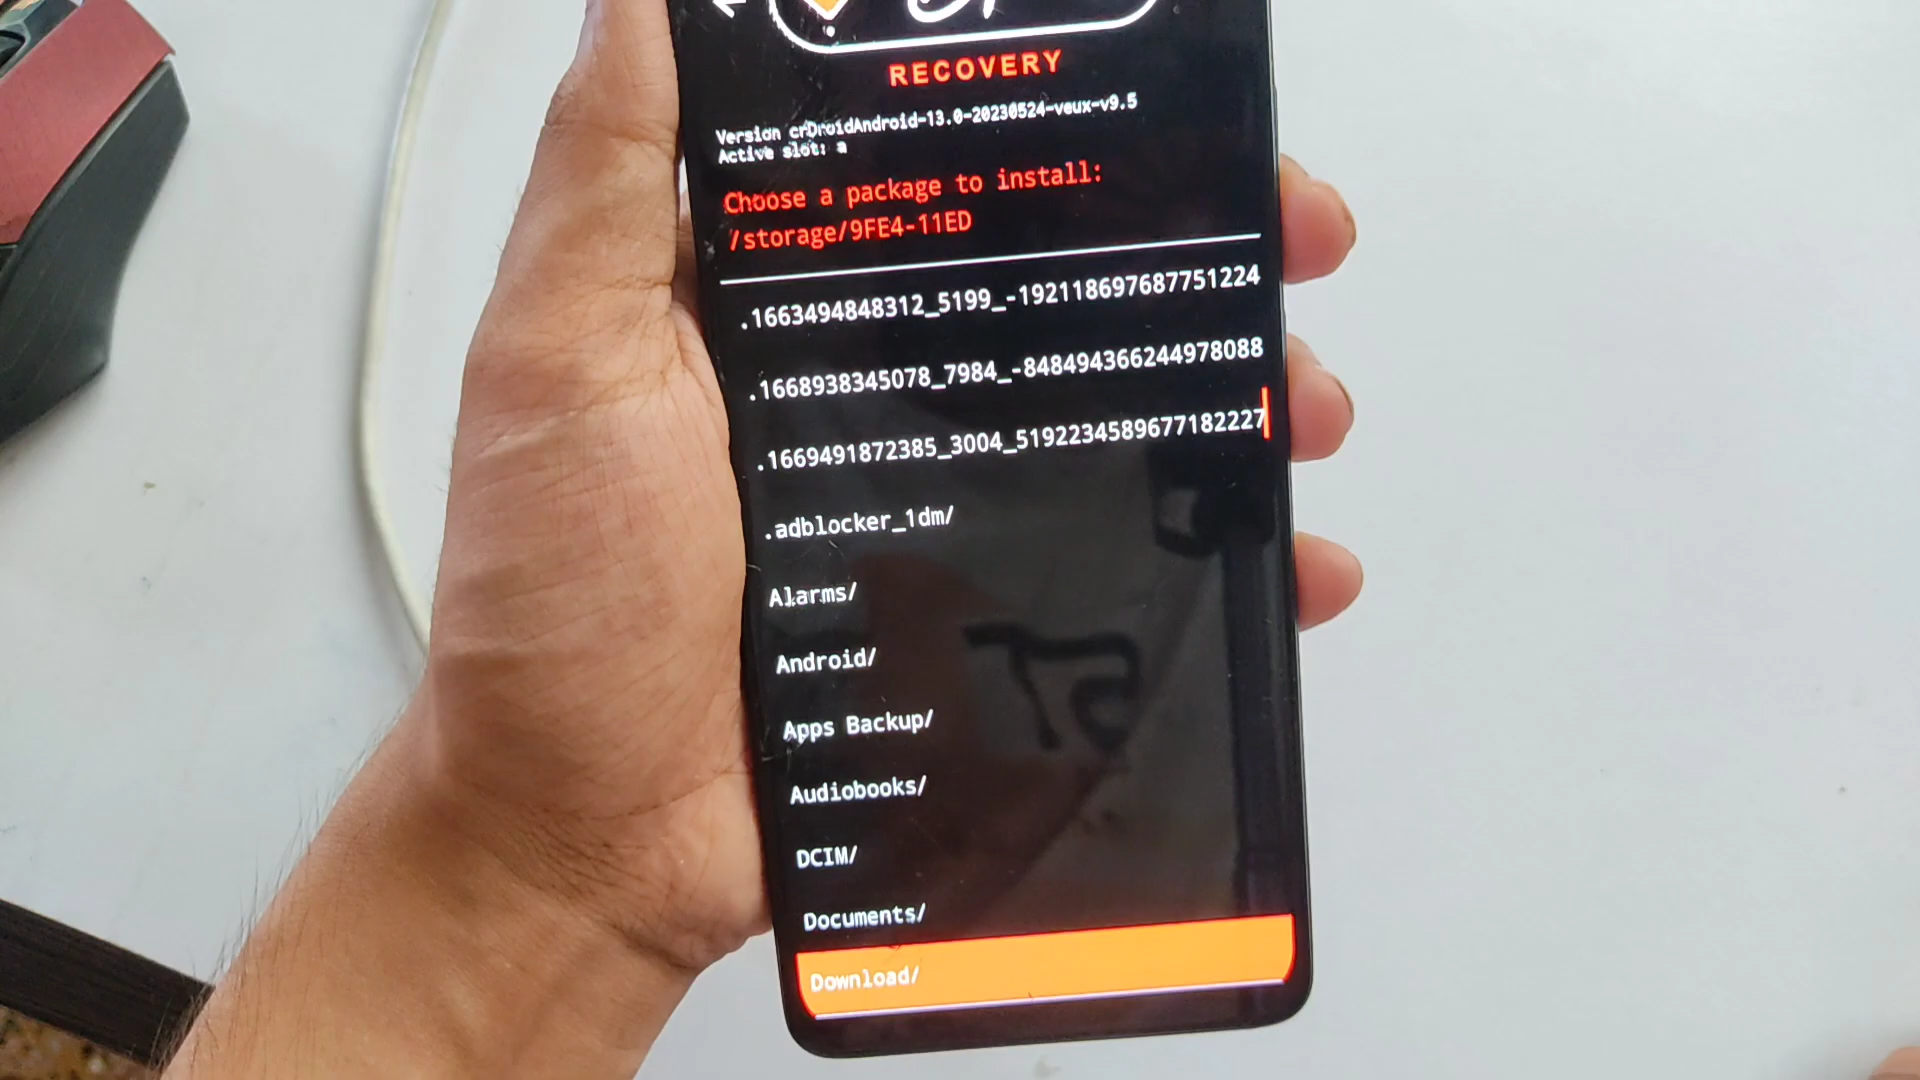 RECOVERY
Version crDroidAndroid-13.0-20230524-veux-v9.5
Active slot: a
Choose a package to install:
/storage/9FE4-11ED
.1663494848312_5199_-1921186976877751224
.1668938345078_7984_-848494366244978088
.1669491872385_3004_5192234589677182227
.adblocker_1dm/
Alarms/
Android/
Apps Backup/
Audiobooks/
DCIM/
Documents/
Download/